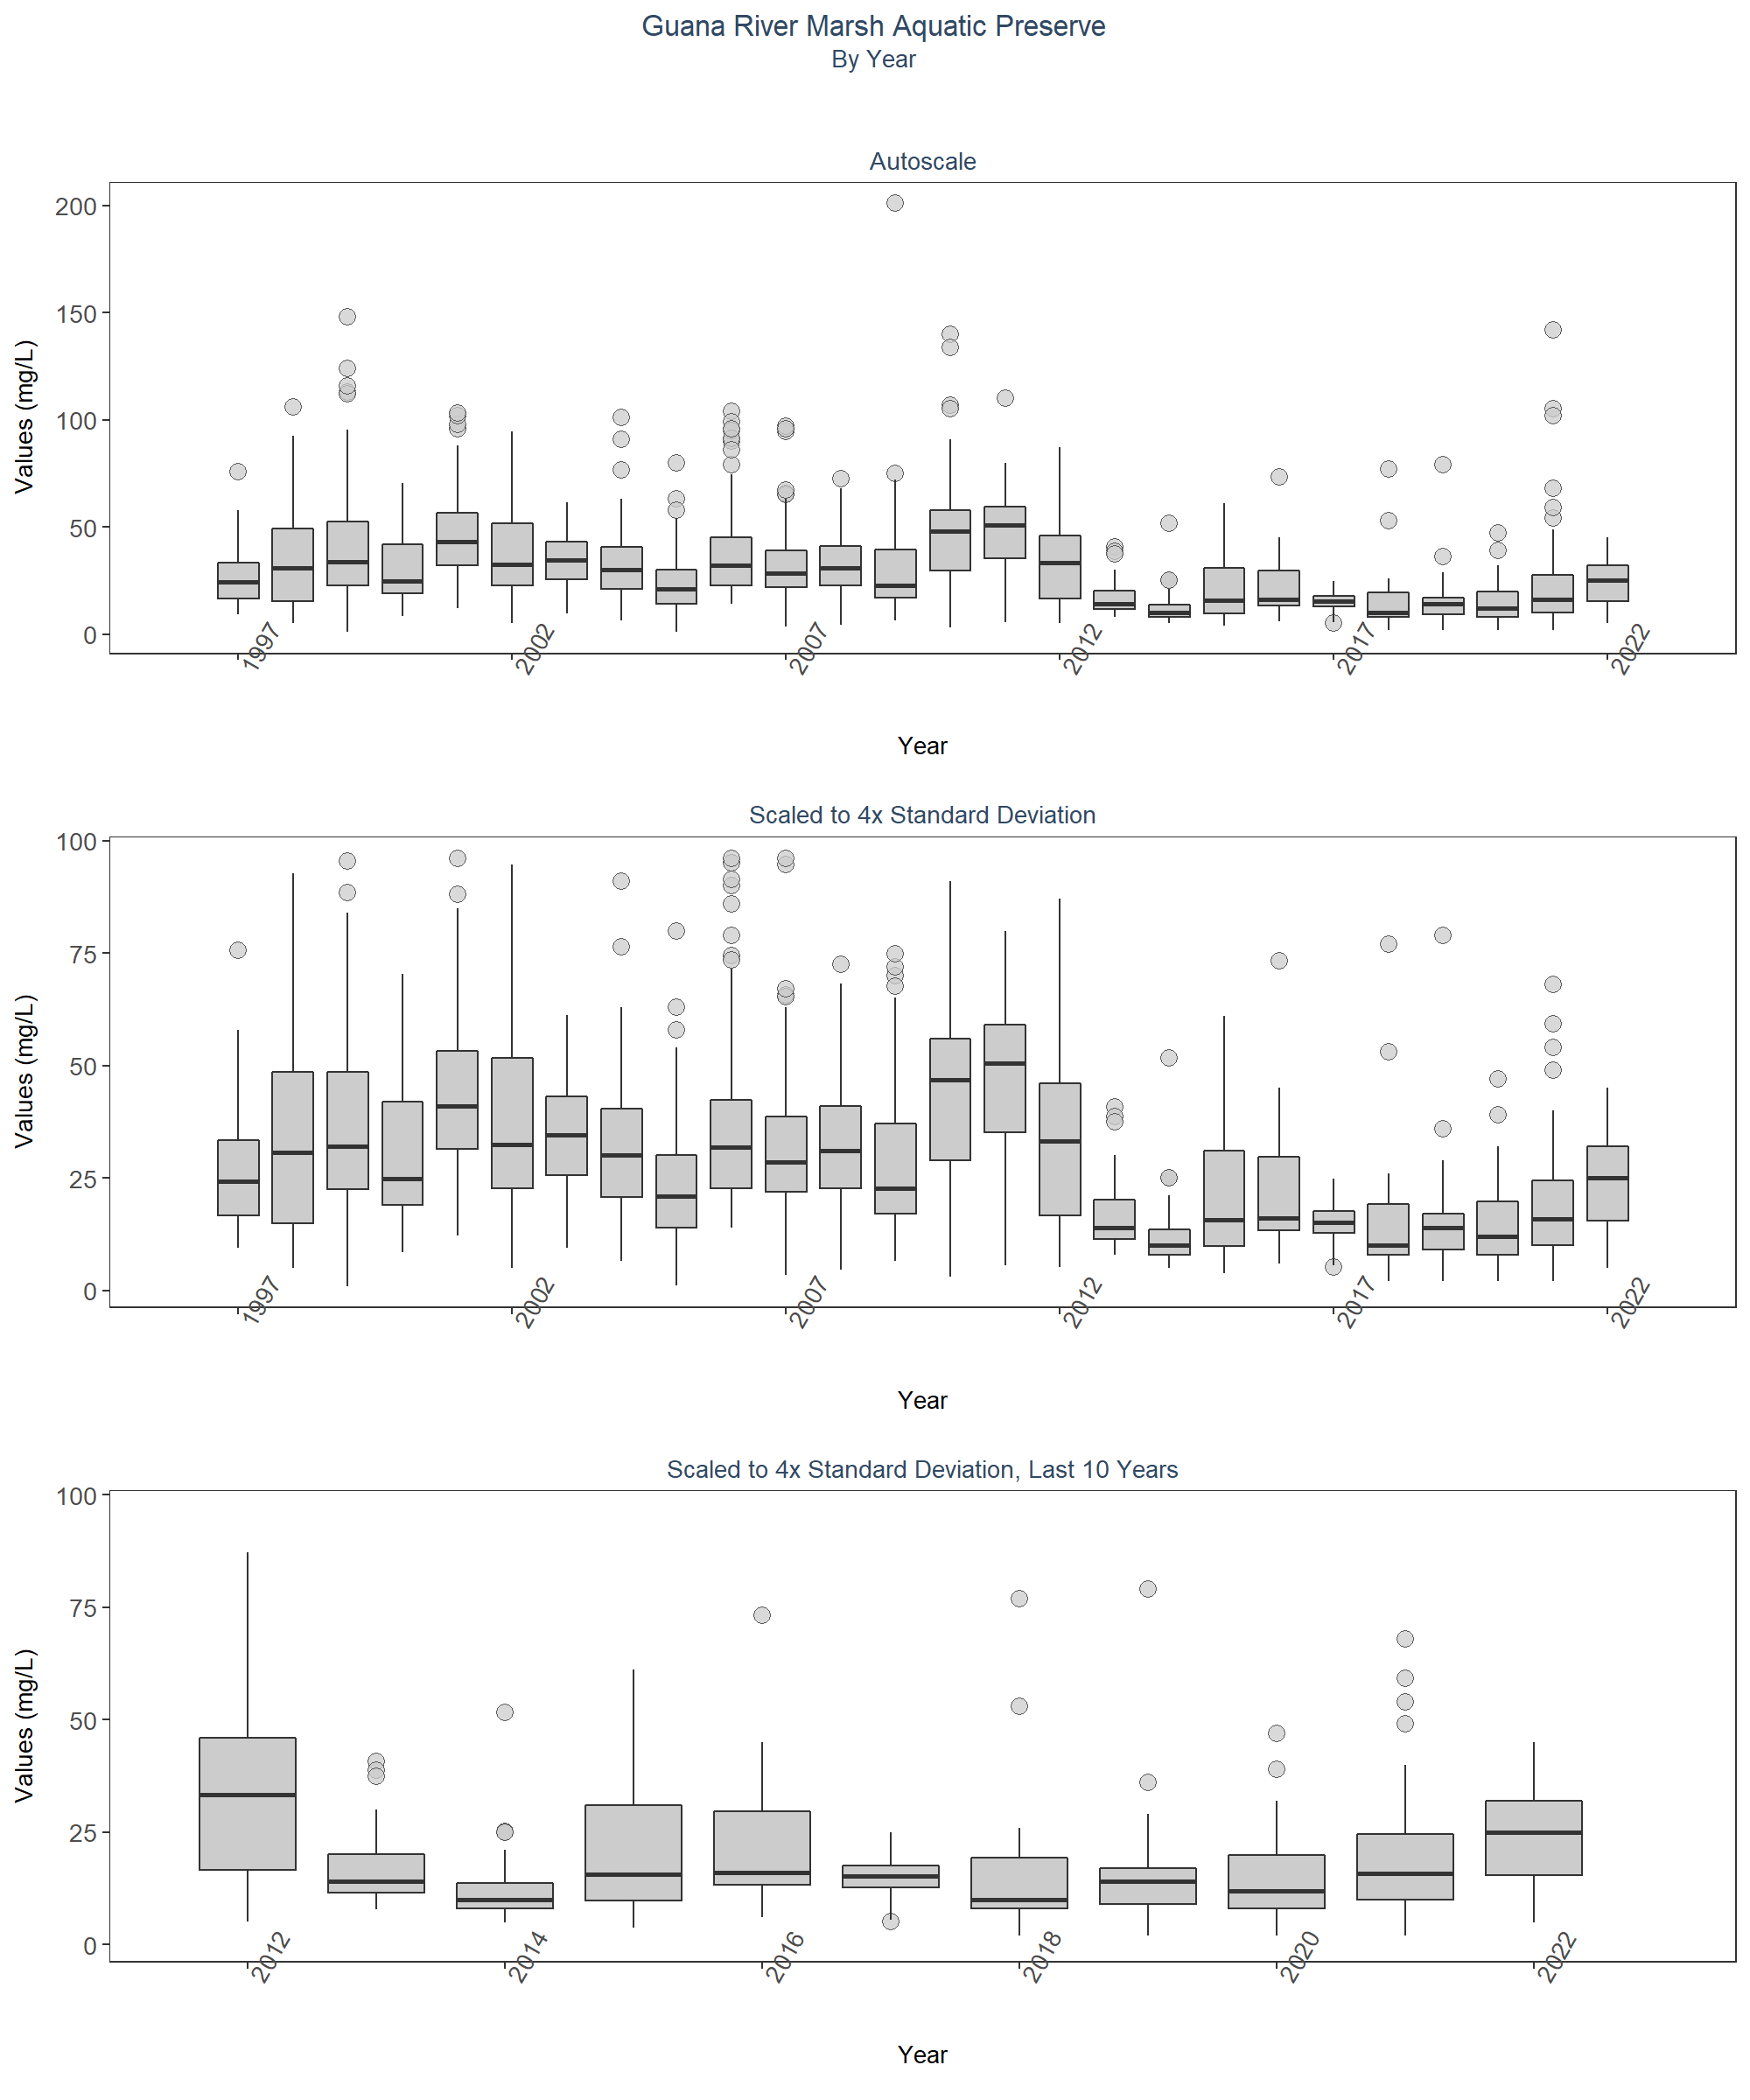 Guana River Marsh Aquatic Preserve
By Year
Autoscale
Values (mg/L)
200
150
100
50
0
1997 2002 2007 2012 2017 2022
Year
Scaled to 4x Standard Deviation
Values (mg/L)
100
75
50
25
0
1997 2002 2007 2012 2017 2022
Year
Scaled to 4x Standard Deviation, Last 10 Years
Values (mg/L)
100
75
50
25
0
2012 2014 2016 2018 2020 2022
Year